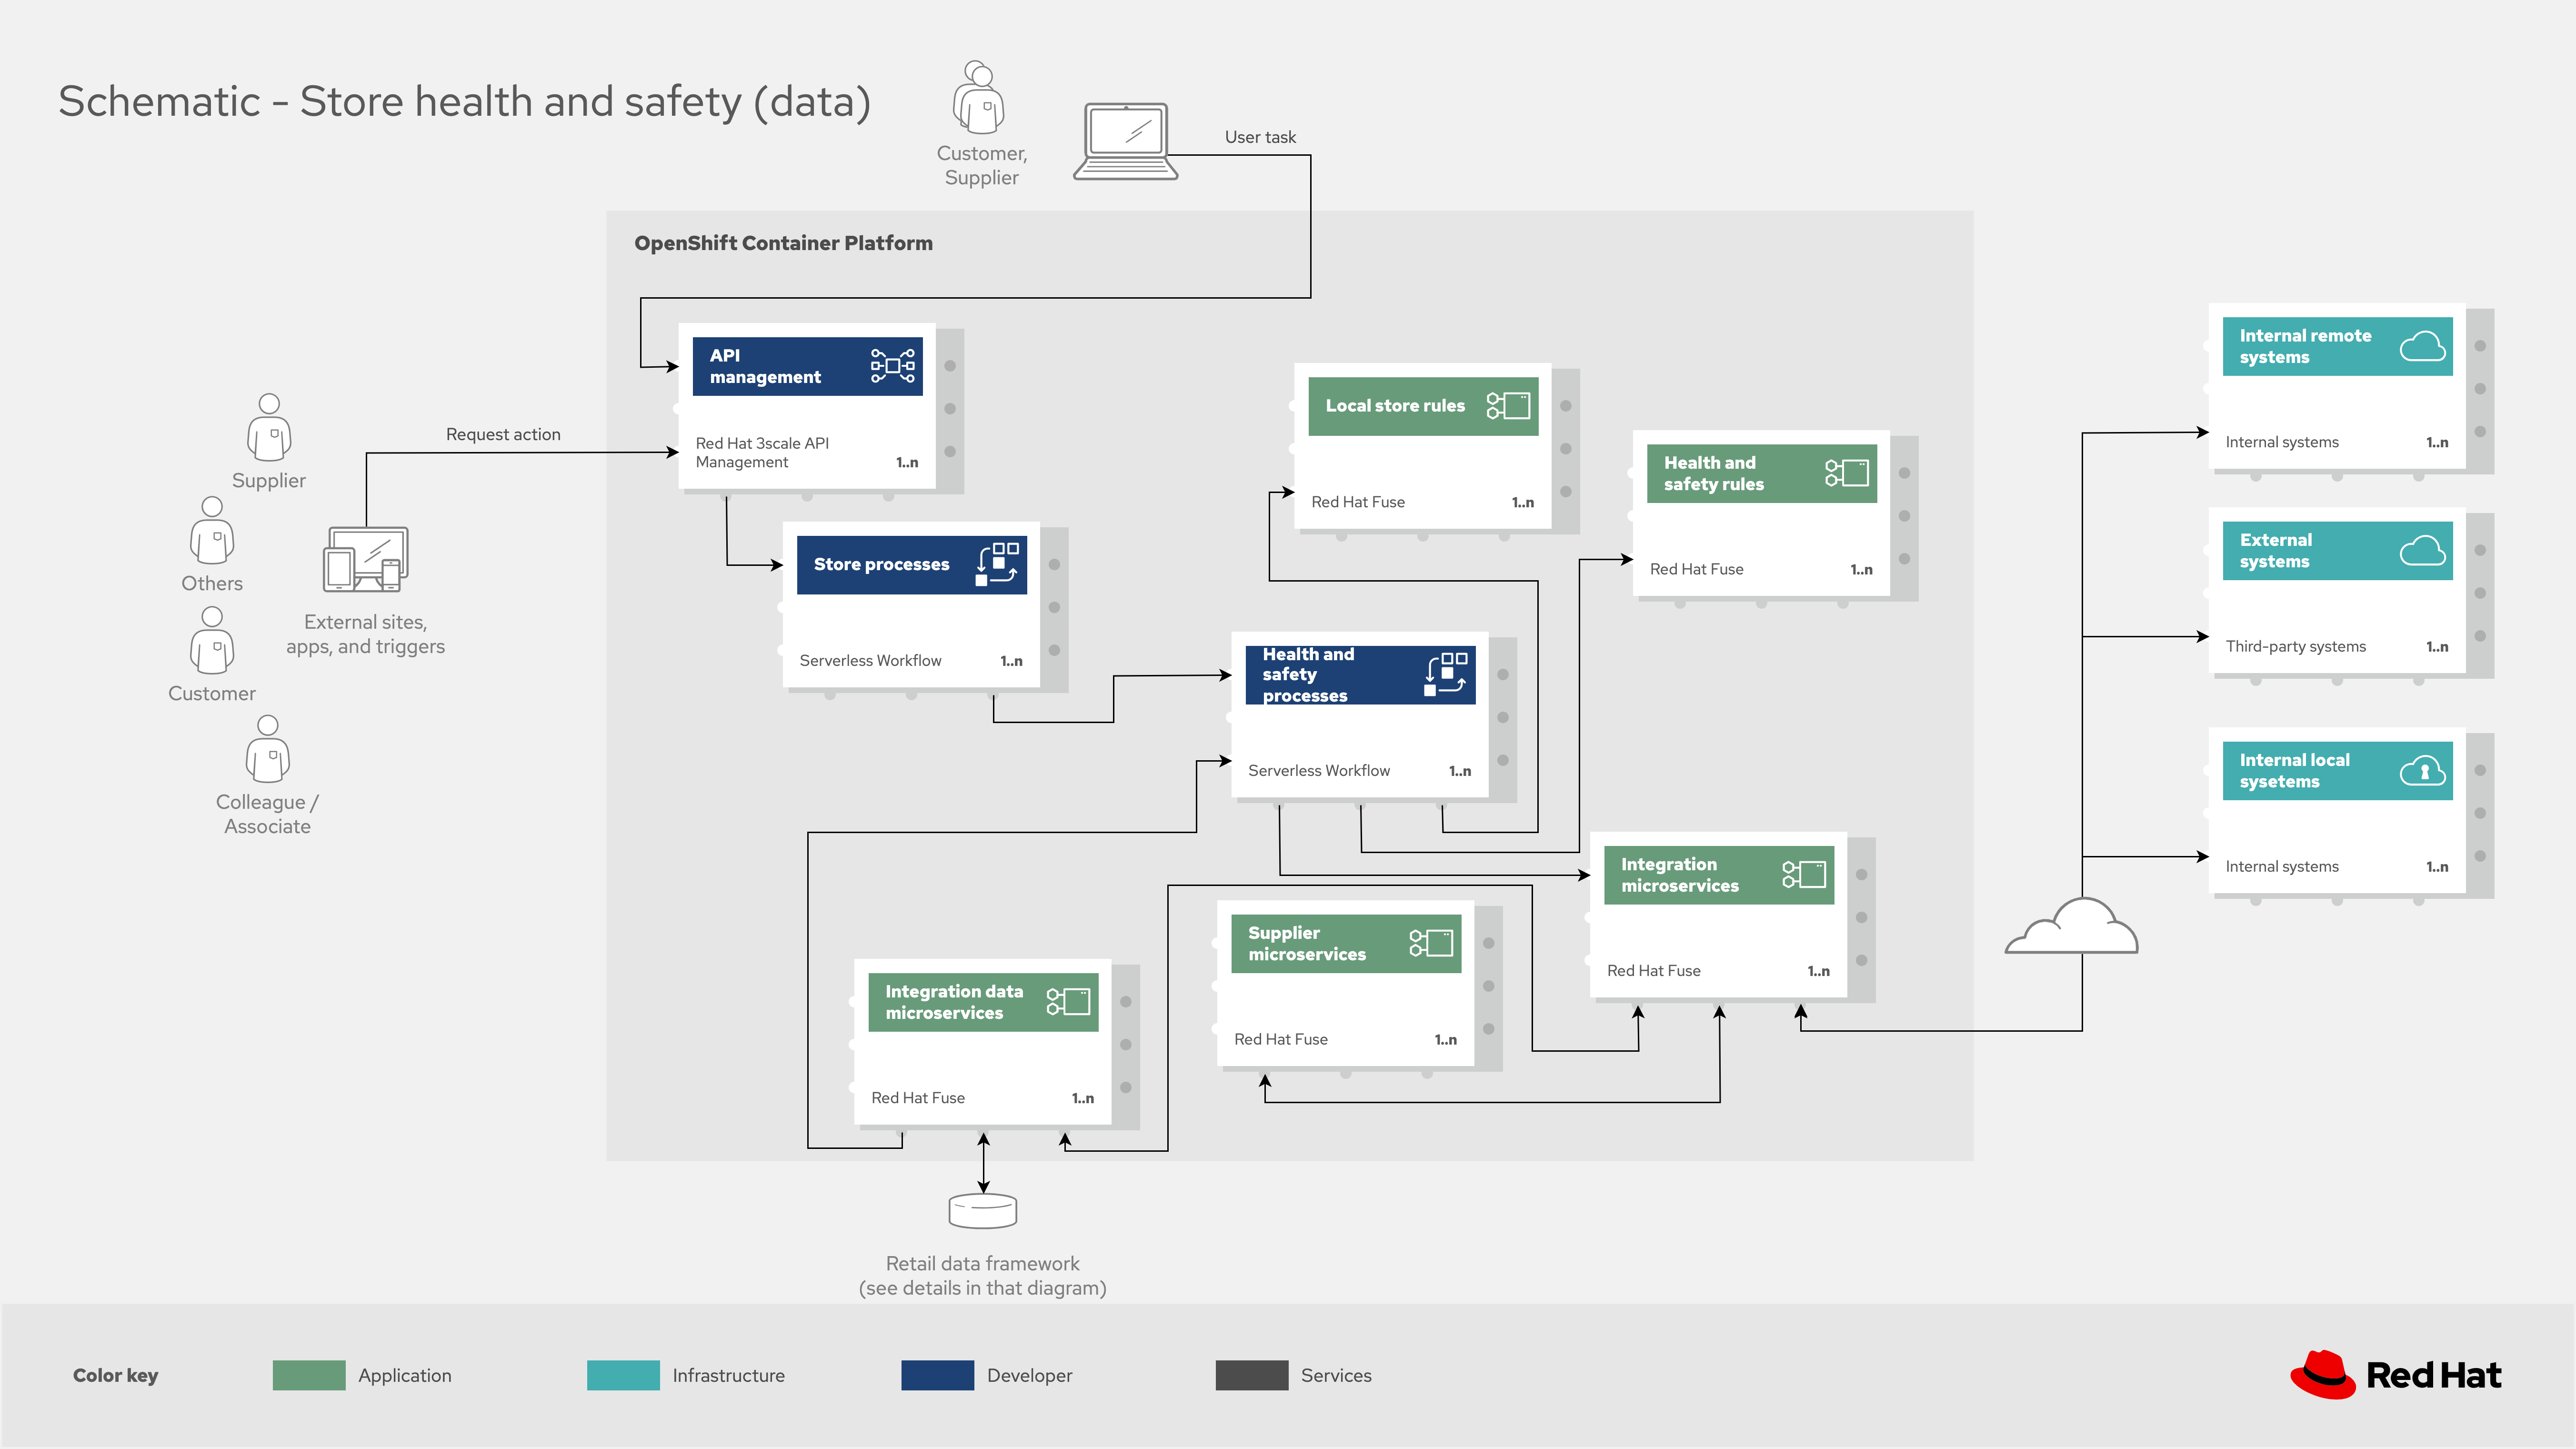 Schematic - Store health and safety (data)
Customer,
Supplier
User task
OpenShift Container Platform
API
management
Red Hat 3scale API
Management
1..n
Request action
Supplier
Others
Customer
Colleague /
Associate
External sites,
apps, and triggers
Store processes
Serverless Workflow
1..n
Local store rules
Red Hat Fuse
1..n
Health and
safety rules
Red Hat Fuse
1..n
Health and
safety
processes
Serverless Workflow
1..n
Integration
microservices
Red Hat Fuse
1..n
Supplier
microservices
Red Hat Fuse
1..n
Integration data
microservices
Red Hat Fuse
1..n
Retail data framework
(see details in that diagram)
Internal remote
systems
Internal systems
1..n
External
systems
Third-party systems
1..n
Internal local
sysetems
Internal systems
1..n
Color key
Application
Infrastructure
Developer
Services
Red Hat